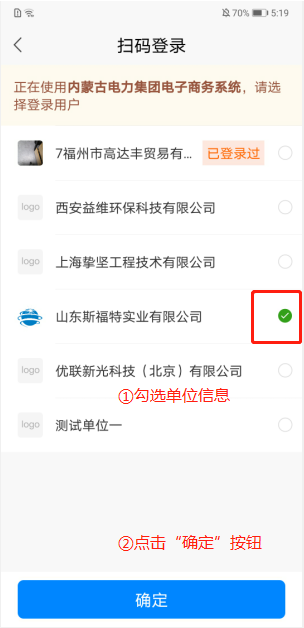 70% 5:19
扫码登录
正在使用内蒙古电力集团电子商务系统，请选
择登录用户
7福州市高达丰贸易有... 已登录过
logo 西安益维环保科技有限公司
logo 上海挚坚工程技术有限公司
山东斯福特实业有限公司
logo 优联新光科技（北京）有限公司
①勾选单位信息
logo 测试单位一
②点击“确定”按钮
确定